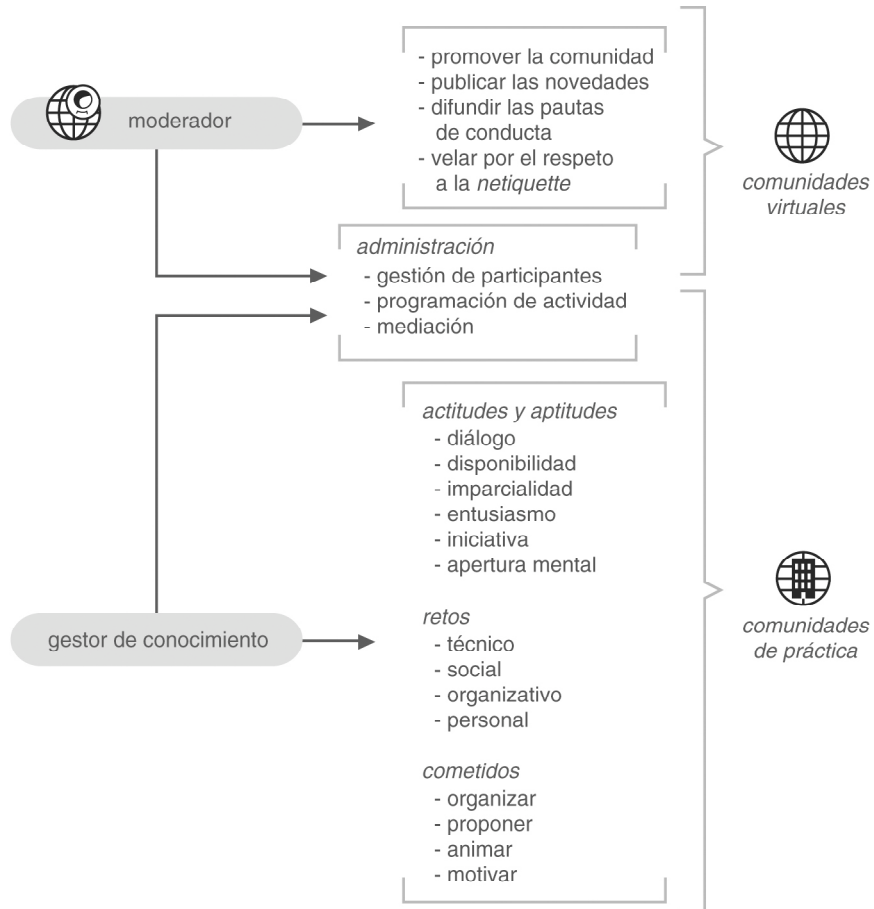 moderador
- promover la comunidad
- publicar las novedades
- difundir las pautas
de conducta
- velar por el respeto
a la netiquette
comunidades
virtuales
administración
- gestión de participantes
- programación de actividad
- mediación
actitudes y aptitudes
- diálogo
- disponibilidad
- imparcialidad
- entusiasmo
- iniciativa
- apertura mental
gestor de conocimiento
retos
- técnico
- social
- organizativo
- personal
comunidades
de práctica
cometidos
- organizar
- proponer
- animar
- motivar